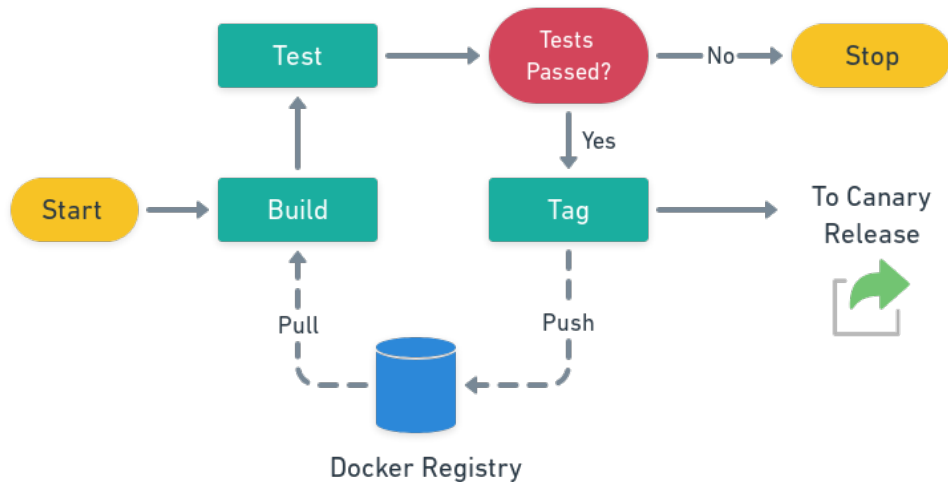 Test
Tests
Passed?
No
Stop
Yes
Start
Build
Tag
To Canary
Release
Pull
Push
Docker Registry